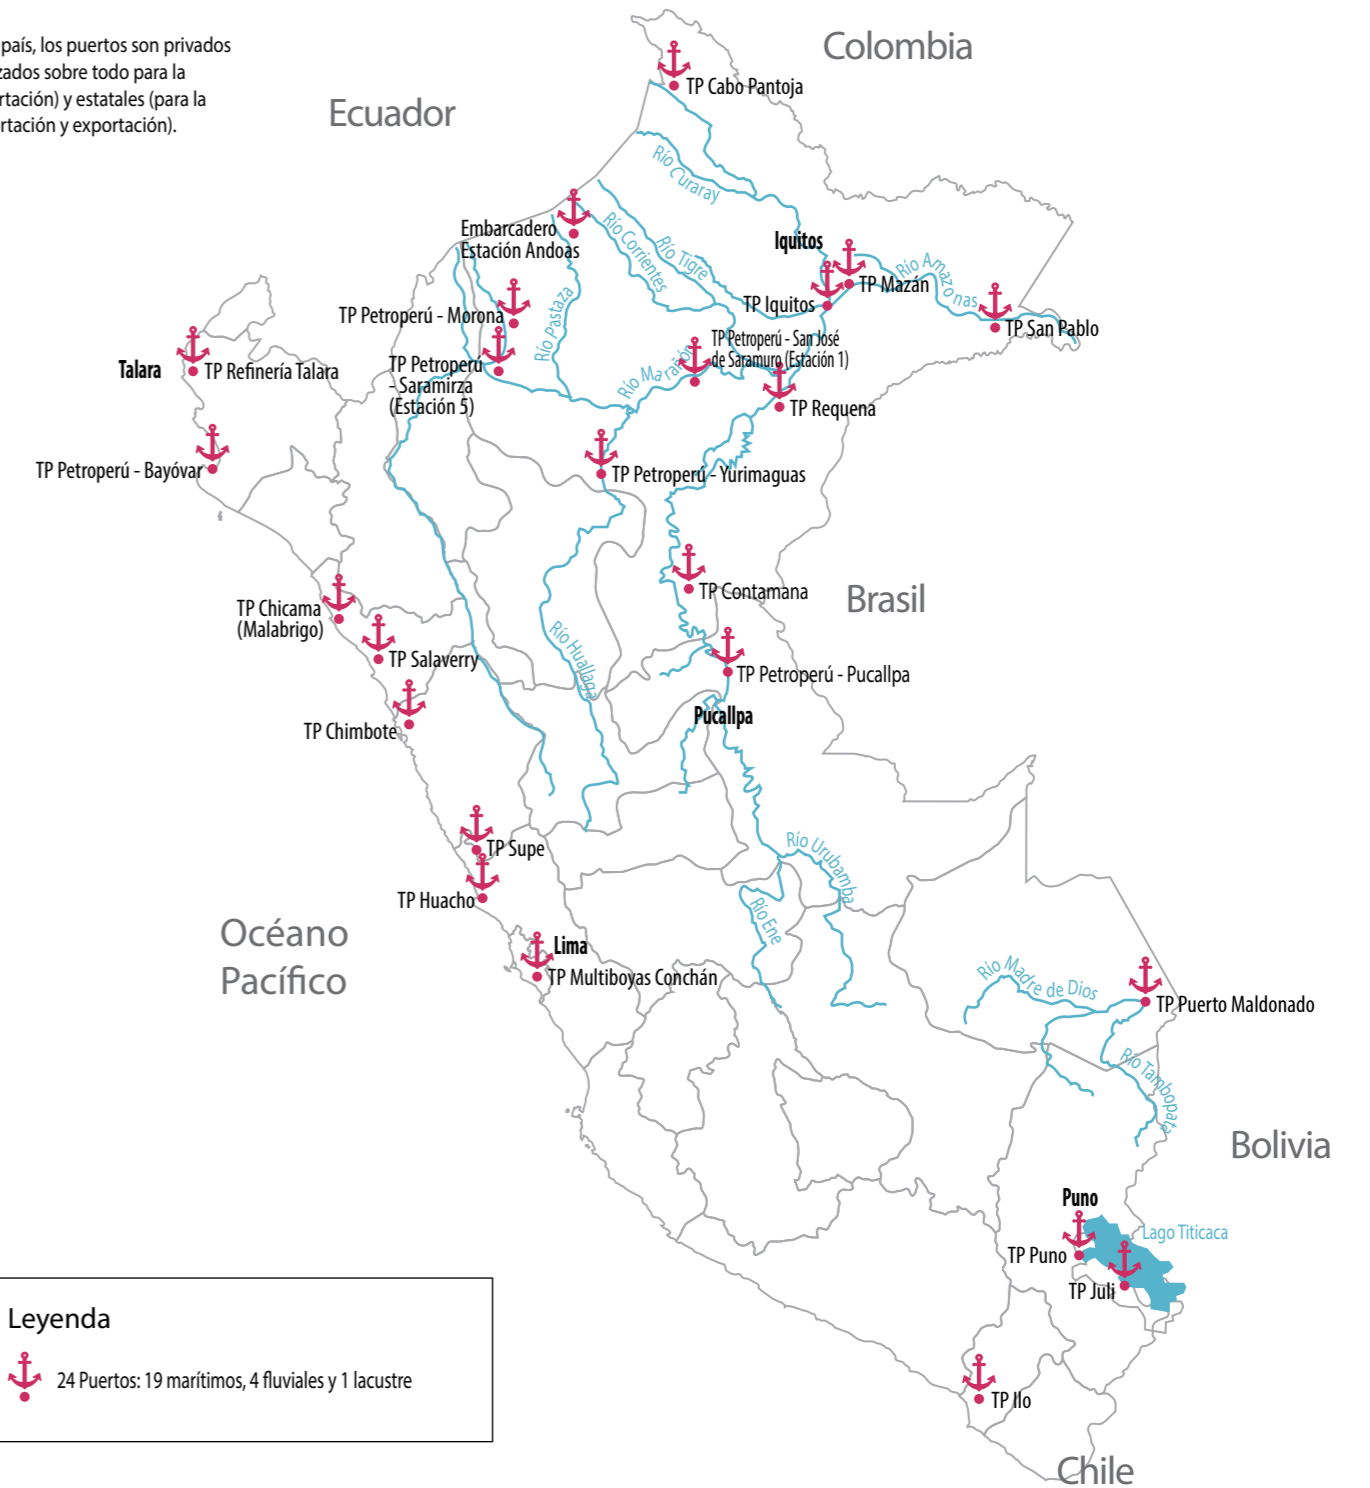 país, los puertos son privados
zados sobre todo para la
rtación) y estatales (para la
ortación y exportación).
Colombia
Ecuador
TP Cabo Pantoja
Río Curaray
Embarcadero
Estación Andoas
Río Corrientes
Río Tigre
Iquitos
TP Mazán
Río Amazonas
TP Iquitos
TP San Pablo
TP Petroperú - Morona
Río Pastaza
TP Petroperú - San José
de Saramuro (Estación 1)
Talara
TP Refinería Talara
TP Petroperú
- Saramirza
(Estación 5)
Río Marañón
TP Requena
TP Petroperú - Bayóvar
TP Petroperú - Yurimaguas
TP Contamana
Brasil
TP Chicama
(Malabrigo)
Río Huallaga
TP Salaverry
TP Petroperú - Pucallpa
Pucallpa
TP Chimbote
TP Supe
Río Urubamba
TP Huacho
Río Ene
Océano
Pacífico
Lima
TP Multiboyas Conchán
Río Madre de Dios
TP Puerto Maldonado
Río Tambopata
Bolivia
Puno
Lago Titicaca
TP Puno
TP Juli
Leyenda
24 Puertos: 19 marítimos, 4 fluviales y 1 lacustre
TP Ilo
Chile